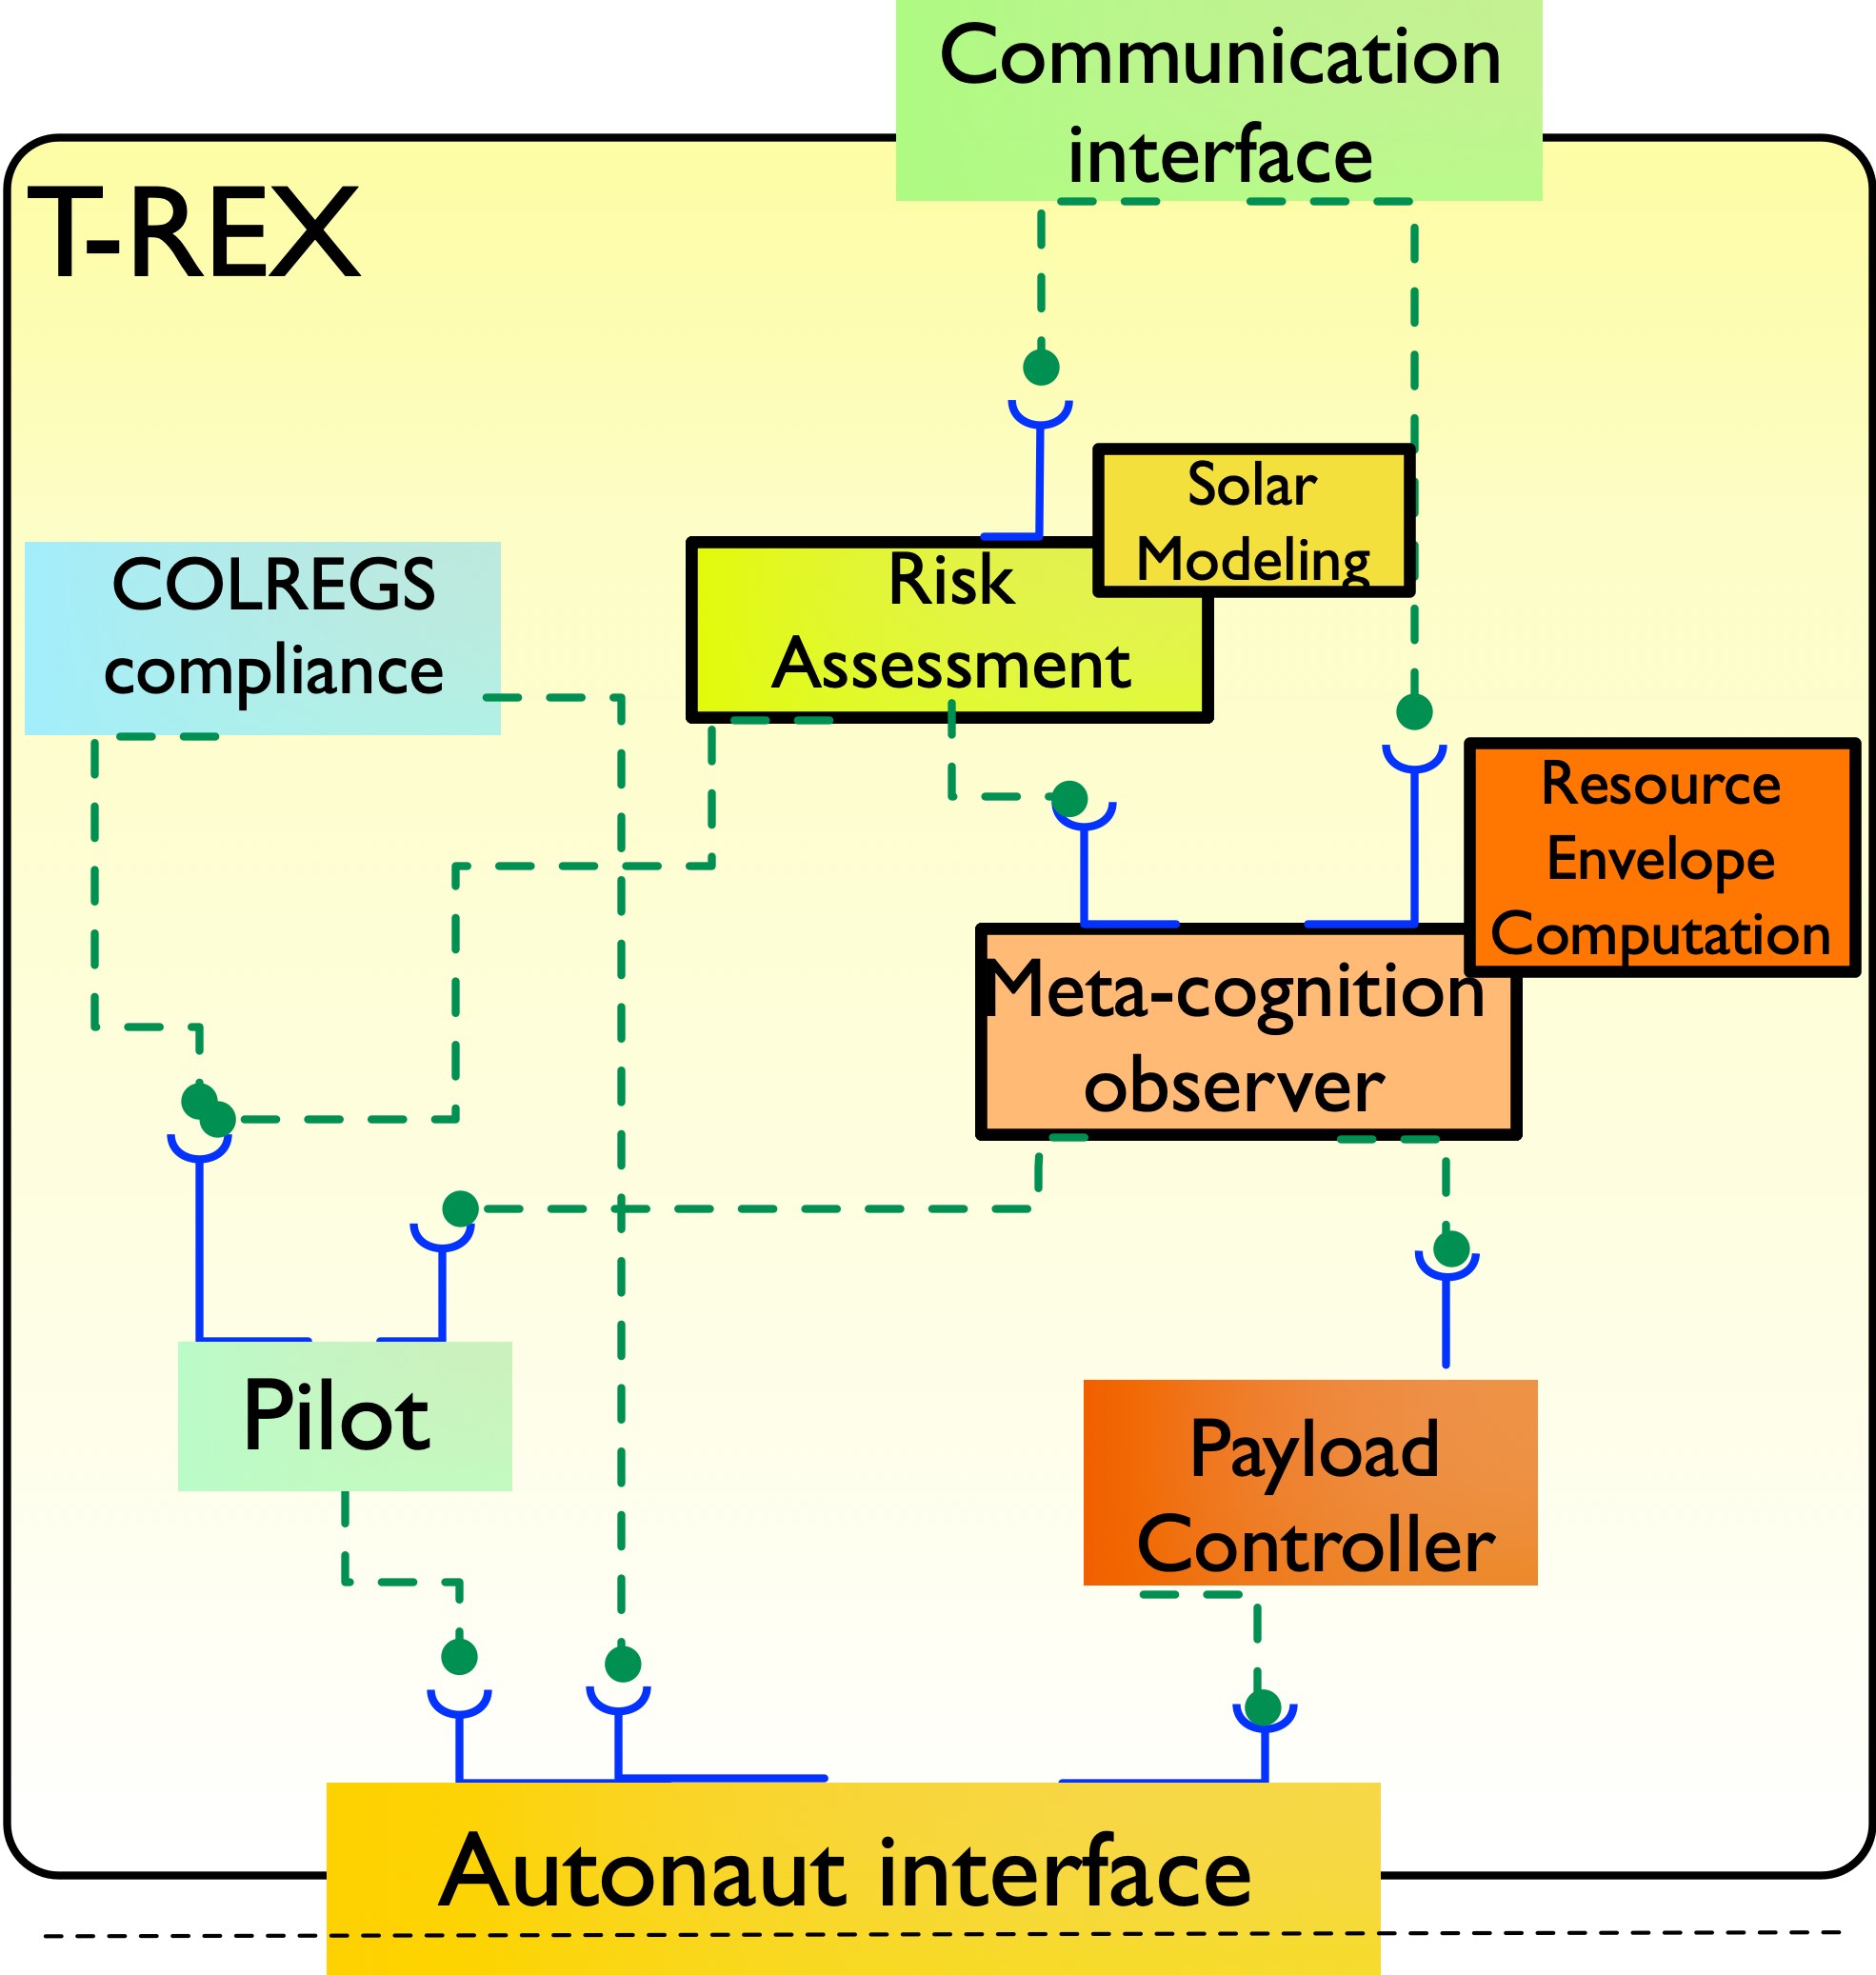 Communication
interface
T-REX
Solar
Modeling
COLREGS
compliance
Risk
Assessment
Resource
Envelope
Computation
Meta-cognition
observer
Pilot
Payload
Controller
Autonaut interface